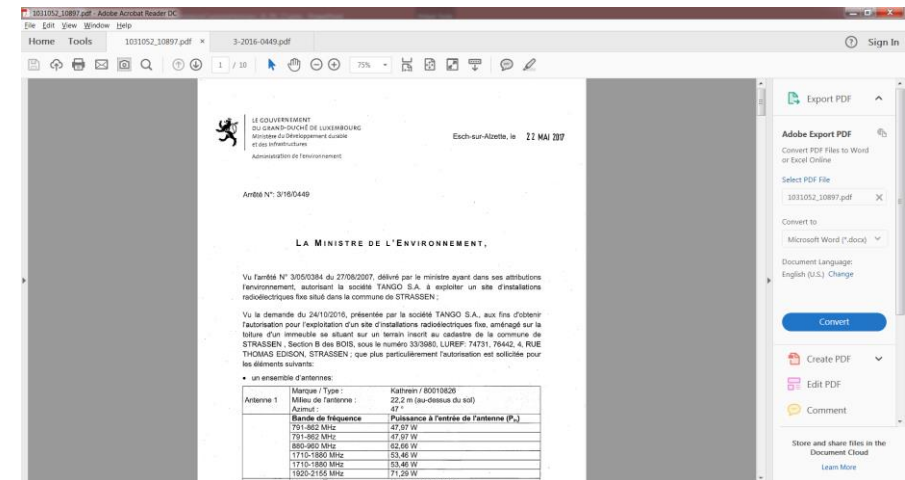 1031052_10897.pdf - Adobe Acrobat Reader DC
File Edit View Window Help
Home Tools 1031052_10897.pdf × 3-2016-0449.pdf Sign In
1 / 10 75%
LE GOUVERNEMENT
DU GRAND-DUCHÉ DE LUXEMBOURG
Ministère du Développement durable
et des Infrastructures
Administration de l'environnement
Esch-sur-Alzette, le 22 MAI 2017
Arrêté N°: 3/16/0449
LA MINISTRE DE L'ENVIRONNEMENT,
Vu l'arrêté N° 3/05/0384 du 27/08/2007, délivré par le ministre ayant dans ses attributions
l'environnement, autorisant la société TANGO S.A. à exploiter un site d'installations
radioélectriques fixe situé dans la commune de STRASSEN ;
Vu la demande du 24/10/2016, présentée par la société TANGO S.A., aux fins d'obtenir
l'autorisation pour l'exploitation d'un site d'installations radioélectriques fixe, aménagé sur la
toiture d'un immeuble se situant sur un terrain inscrit au cadastre de la commune de
STRASSEN , Section B des BOIS, sous le numéro 33/3980, LUREF: 74731, 76442, 4, RUE
THOMAS EDISON, STRASSEN ; que plus particulièrement l'autorisation est sollicitée pour
les éléments suivants:
• un ensemble d'antennes:
Antenne 1
Marque / Type : Kathrein / 80010826
Milieu de l'antenne : 22,2 m (au-dessus du sol)
Azimut : 47 °
Bande de fréquence Puissance à l'entrée de l'antenne (Pin)
791-862 MHz 47,97 W
791-862 MHz 47,97 W
880-960 MHz 62,66 W
1710-1880 MHz 53,46 W
1710-1880 MHz 53,46 W
1920-2155 MHz 71,29 W
Export PDF
Adobe Export PDF
Convert PDF Files to Word
or Excel Online
Select PDF File
1031052_10897.pdf X
Convert to
Microsoft Word (*.docx)
Document Language:
English (U.S.) Change
Convert
Create PDF
Edit PDF
Comment
Store and share files in the
Document Cloud
Learn More